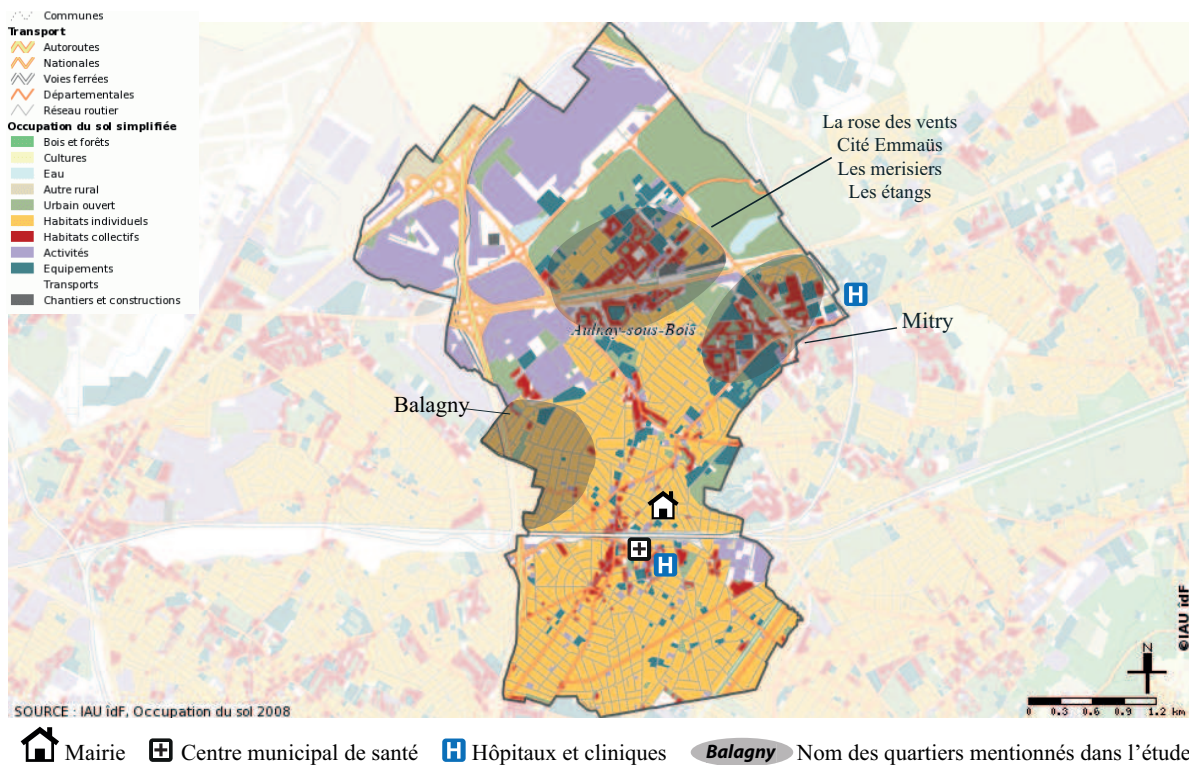 Communes
Transport
Autoroutes
Nationales
Voies ferrées
Départementales
Réseau routier
Occupation du sol simplifiée
Bois et forêts
Cultures
Eau
Autre rural
Urbain ouvert
Habitats individuels
Habitats collectifs
Activités
Equipements
Transports
Chantiers et constructions
La rose des vents
Cité Emmaüs
Les merisiers
Les étangs
H
Aulnay-sous-Bois
Mitry
Balagny
H
©IAU îdF
N
0 0.3 0.6 0.9 1.2 km
SOURCE : IAU îdF, Occupation du sol 2008
Mairie Centre municipal de santé H Hôpitaux et cliniques Balagny Nom des quartiers mentionnés dans l'étude